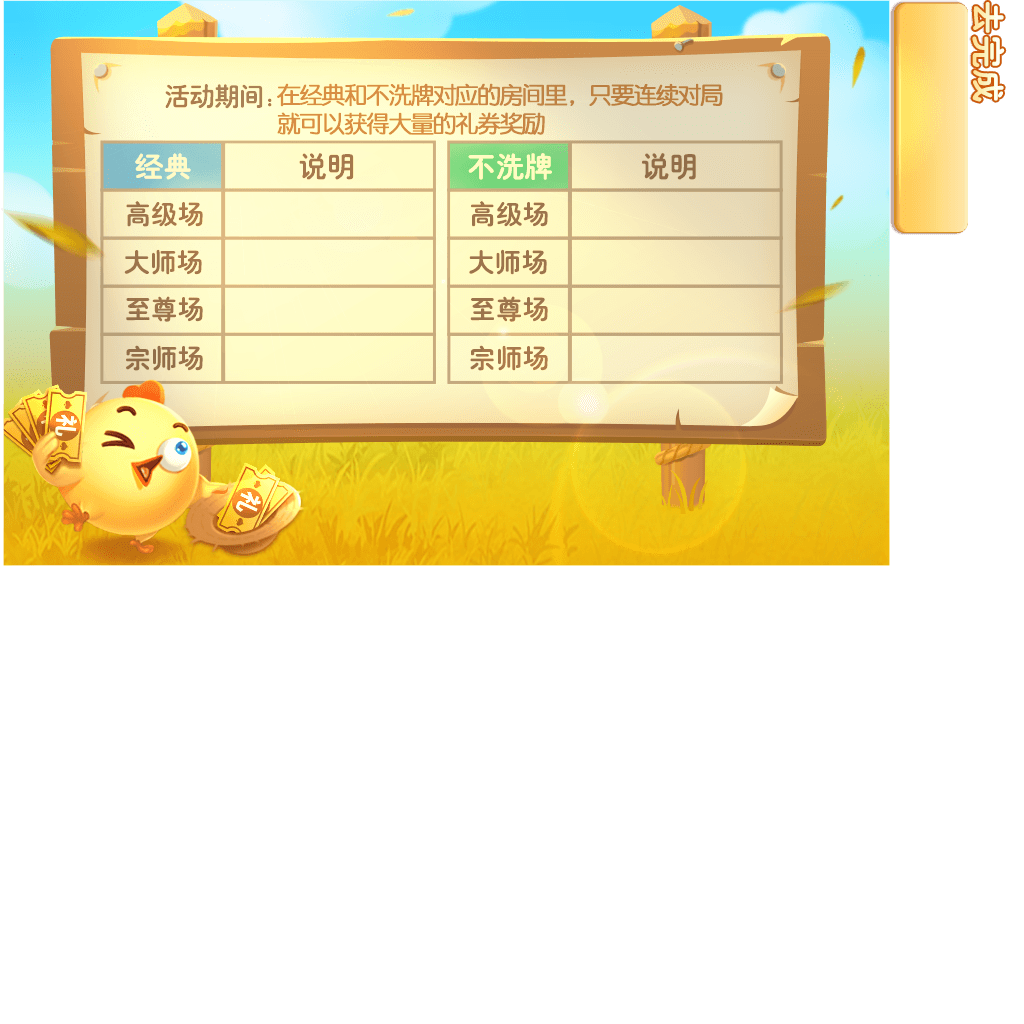 活动期间:在经典和不洗牌对应的房间里，只要连续对局
就可以获得大量的礼券奖励
经典 说明 不洗牌 说明
高级场 高级场
大师场 大师场
至尊场 至尊场
宗师场 宗师场
礼
礼
去完成